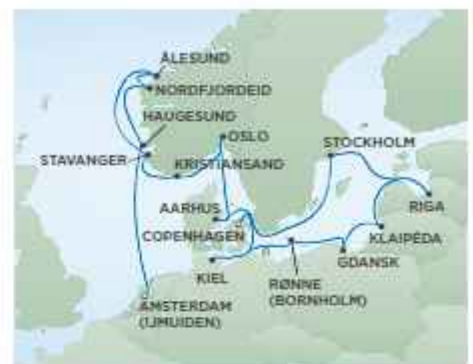 ÅLESUND
NORDFJORDEID
HAUGESUND
OSLO
STOCKHOLM
STAVANGER
KRISTIANSAND
AARHUS
RIGA
COPENHAGEN
KLAIPĖDA
GDANSK
KIEL
RØNNE
(BORNHOLM)
AMSTERDAM
(IJMUIDEN)